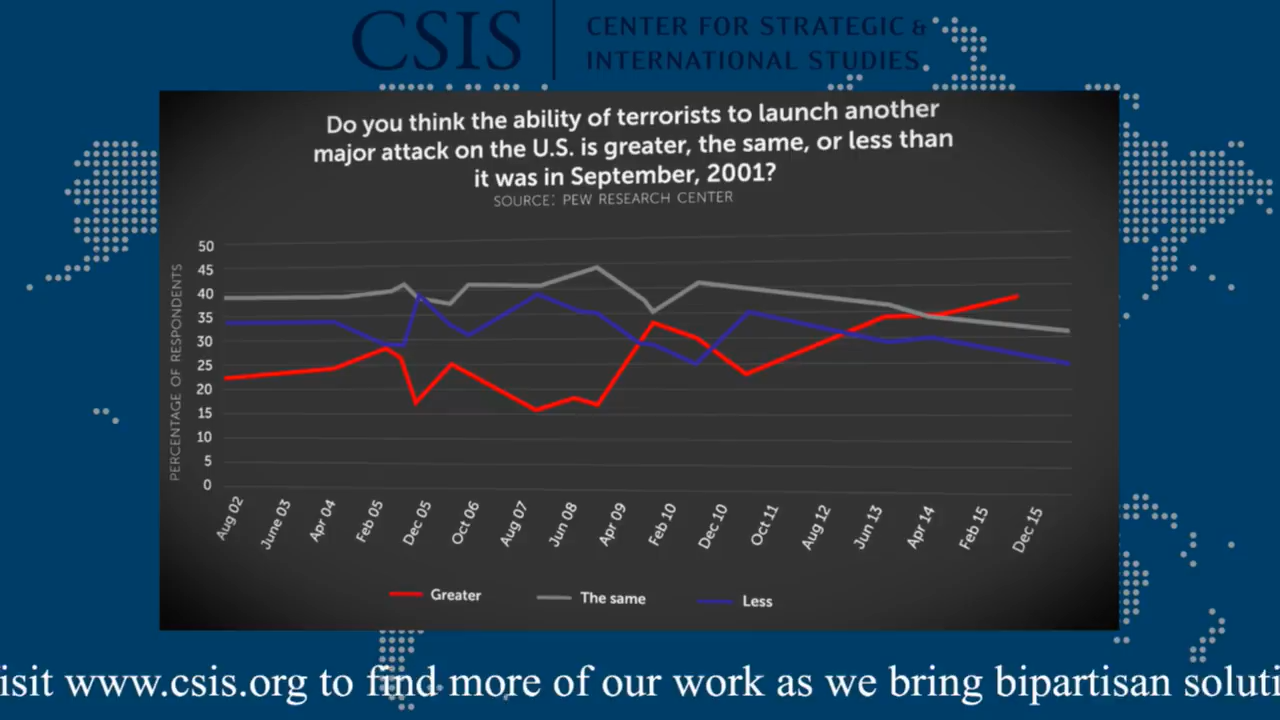 CSIS
CENTER FOR STRATEGIC &
INTERNATIONAL STUDIES
Do you think the ability of terrorists to launch another
major attack on the U.S. is greater, the same, or less than
it was in September, 2001?
SOURCE: PEW RESEARCH CENTER
PERCENTAGE OF RESPONDENTS
50
45
40
35
30
25
20
15
10
5
0
Aug 02
June 03
Apr 04
Feb 05
Dec 05
Oct 06
Aug 07
Jun 08
Apr 09
Feb 10
Dec 10
Oct 11
Aug 12
Jun 13
Apr 14
Feb 15
Dec 15
Greater
The same
Less
isit www.csis.org to find more of our work as we bring bipartisan soluti